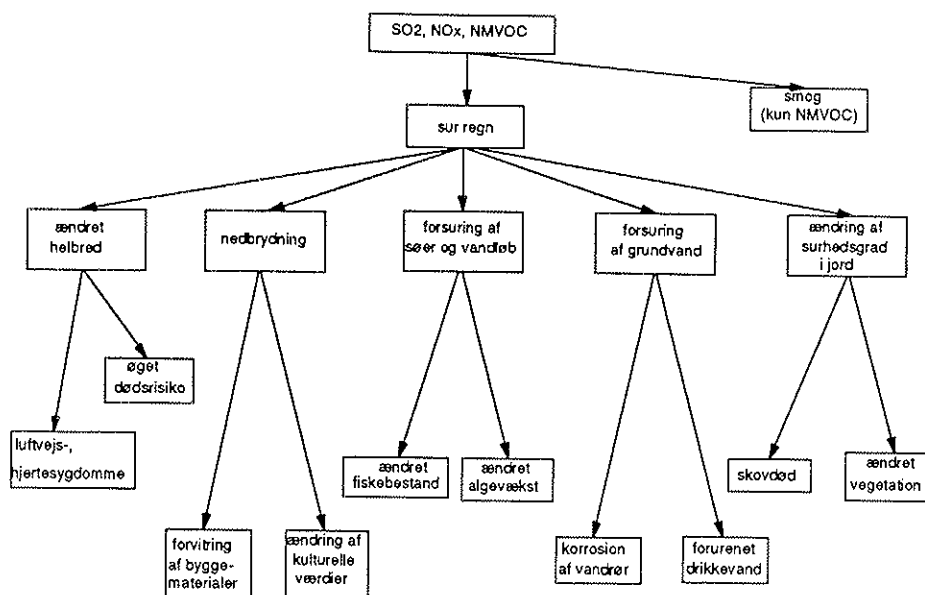 SO2, NOx, NMVOC
smog
(kun NMVOC)
sur regn
ændret
helbred
nedbrydning
forsuring af
søer og vandløb
forsuring
af grundvand
ændring af
surhedsgrad
i jord
øget
dødsrisiko
luftvejs-,
hjertesygdomme
ændret
fiskebestand
ændret
algevækst
skovdød
ændret
vegetation
forvitring
af bygge-
materialer
ændring af
kulturelle
værdier
korrosion
af vandrør
forurenet
drikkevand